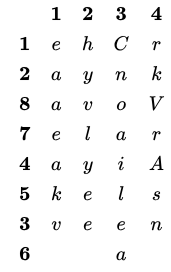 1 2 3 4
1 e h C r
2 a y n k
8 a v o V
7 e l a r
4 a y i A
5 k e l s
3 v e e n
6 a